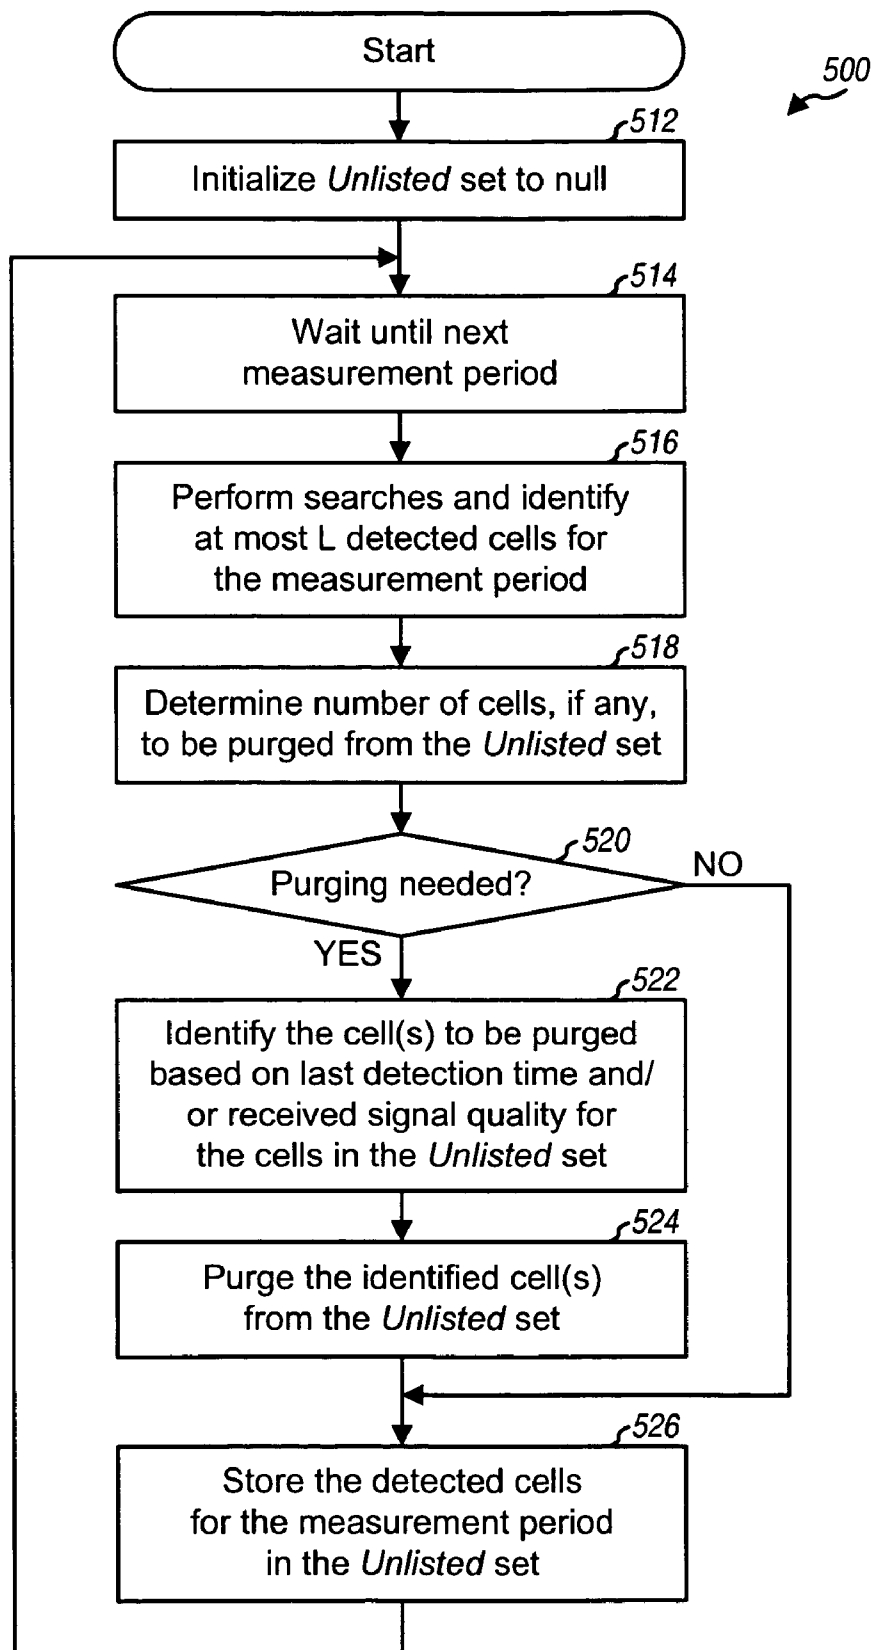 Start
500
512
Initialize Unlisted set to null
514
Wait until next
measurement period
516
Perform searches and identify
at most L detected cells for
the measurement period
518
Determine number of cells, if any,
to be purged from the Unlisted set
520
Purging needed?
NO
YES
522
Identify the cell(s) to be purged
based on last detection time and/
or received signal quality for
the cells in the Unlisted set
524
Purge the identified cell(s)
from the Unlisted set
526
Store the detected cells
for the measurement period
in the Unlisted set